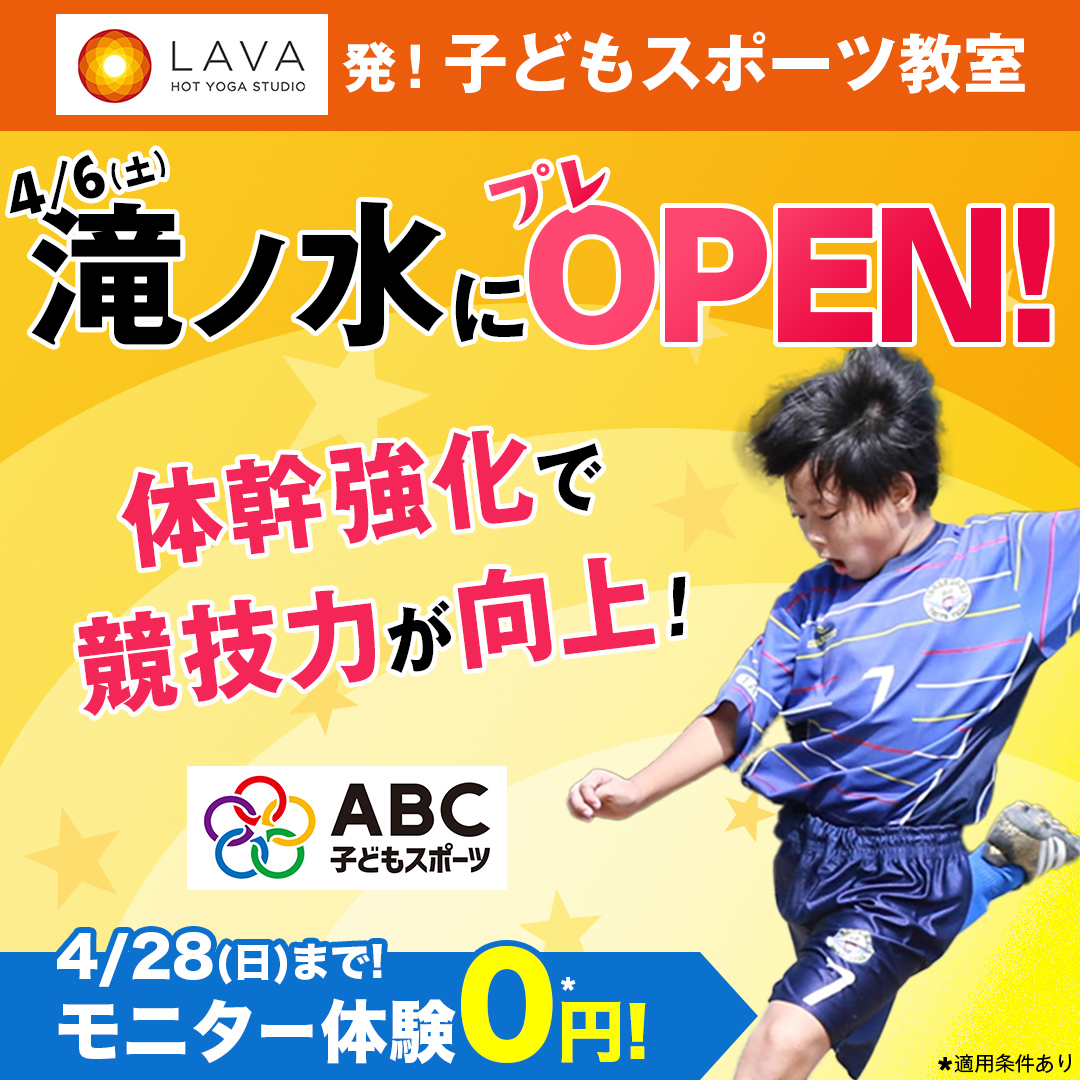 LAVA
HOT YOGA STUDIO
発！子どもスポーツ教室
4/6(土)
滝ノ水にプレOPEN!
体幹強化で
競技力が向上！
7
ABC
子どもスポーツ
4/28(日)まで!
モニター体験0*円!
7
*適用条件あり